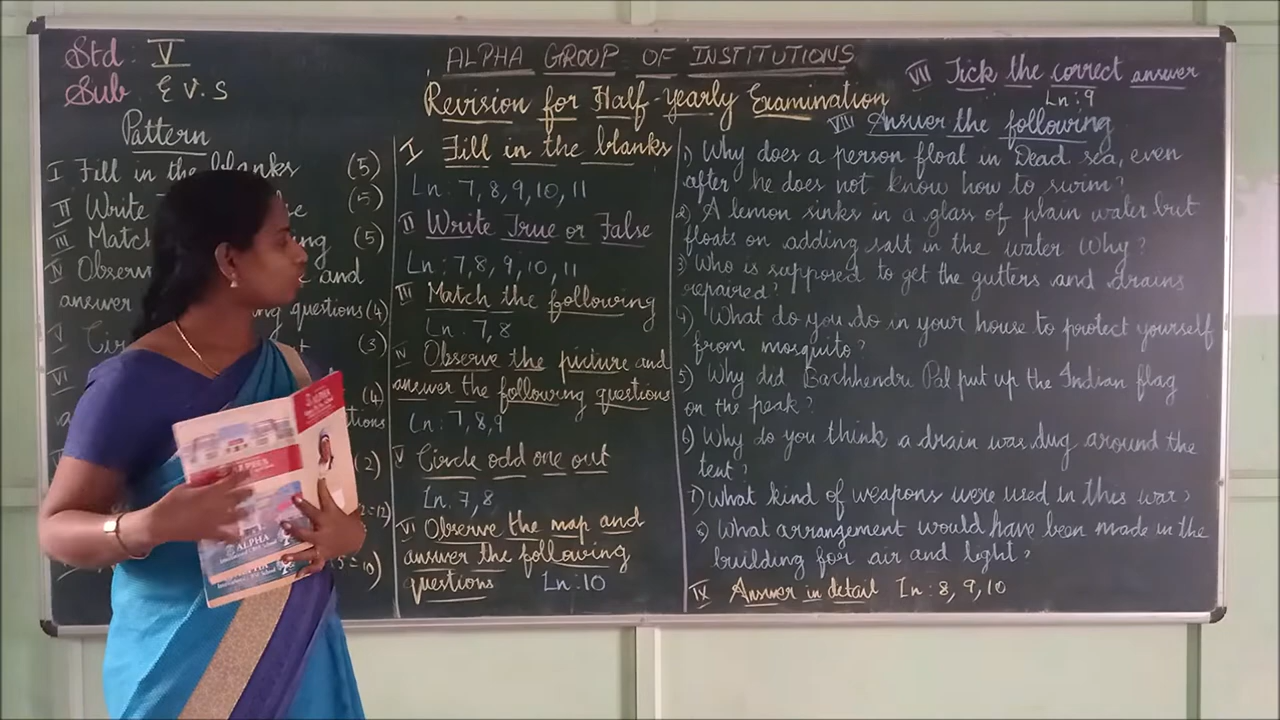 Std: V
Sub E V.S
ALPHA GROUP OF INSTITUTIONS
Revision for Half-yearly Examination
Pattern
I Fill in the blanks (5)
II Write (5)
III Match (5)
IV Observ and
answer questions (4)
V Circ (3)
VI (4)
(2)
I Fill in the blanks
Ln: 7, 8, 9, 10, 11
II Write True or False
Ln: 7, 8, 9, 10, 11
III Match the following
Ln: 7, 8
IV Observe the picture and
answer the following questions
Ln: 7, 8, 9
V Circle odd one out
Ln. 7, 8
VI Observe the map and
answer the following
questions Ln: 10
VII Tick the correct answer
Ln: 9
VIII Answer the following
1) Why does a person float in Dead sea, even
after he does not know how to swim?
2) A lemon sinks in a glass of plain water but
floats on adding salt in the water Why?
3) Who is supposed to get the gutters and drains
repaired?
4) What do you do in your house to protect yourself
from mosquito?
5) Why did Bachhendri Pal put up the Indian flag
on the peak?
6) Why do you think a drain was dug around the
tent?
7) What kind of weapons were used in this war?
8) What arrangement would have been made in the
building for air and light?
IX Answer in detail Ln: 8, 9, 10
ALPHA
ALPHA